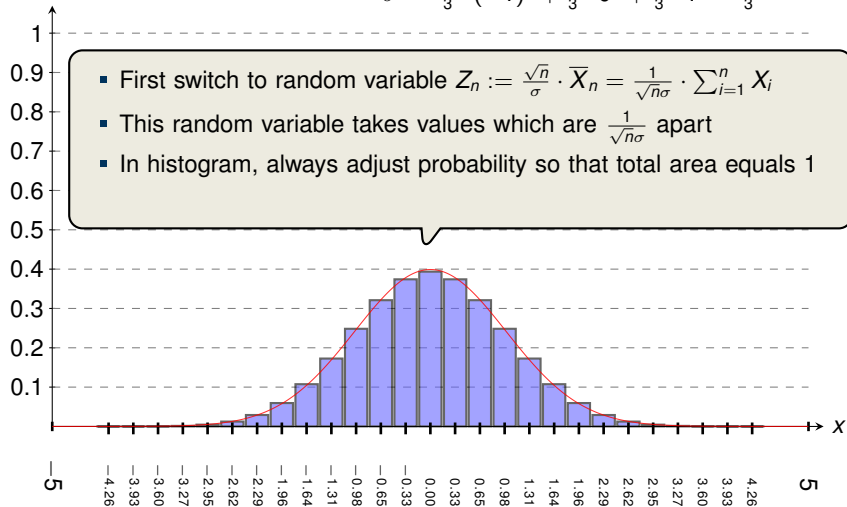 1
0.9
0.8
0.7
0.6
0.5
0.4
0.3
0.2
0.1
▪ First switch to random variable Zₙ := √n/σ · X̄ₙ = 1/(√nσ) · ∑ⁿᵢ₌₁ Xᵢ
▪ This random variable takes values which are 1/(√nσ) apart
▪ In histogram, always adjust probability so that total area equals 1
x
−5 −4.26 −3.93 −3.60 −3.27 −2.95 −2.62 −2.29 −1.96 −1.64 −1.31 −0.98 −0.65 −0.33 0.00 0.33 0.65 0.98 1.31 1.64 1.96 2.29 2.62 2.95 3.27 3.60 3.93 4.26 5